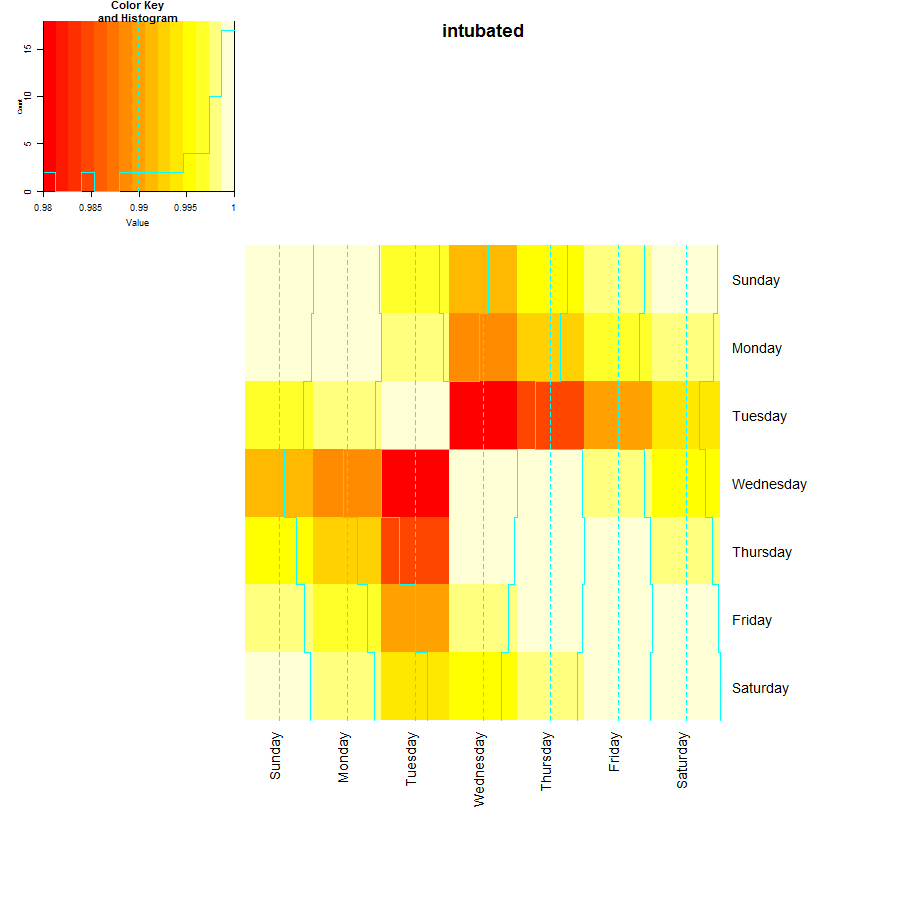 Color Key
and Histogram
intubated
Count
0
5
10
15
0.98
0.985
0.99
0.995
1
Value
Sunday
Monday
Tuesday
Wednesday
Thursday
Friday
Saturday
Sunday
Monday
Tuesday
Wednesday
Thursday
Friday
Saturday